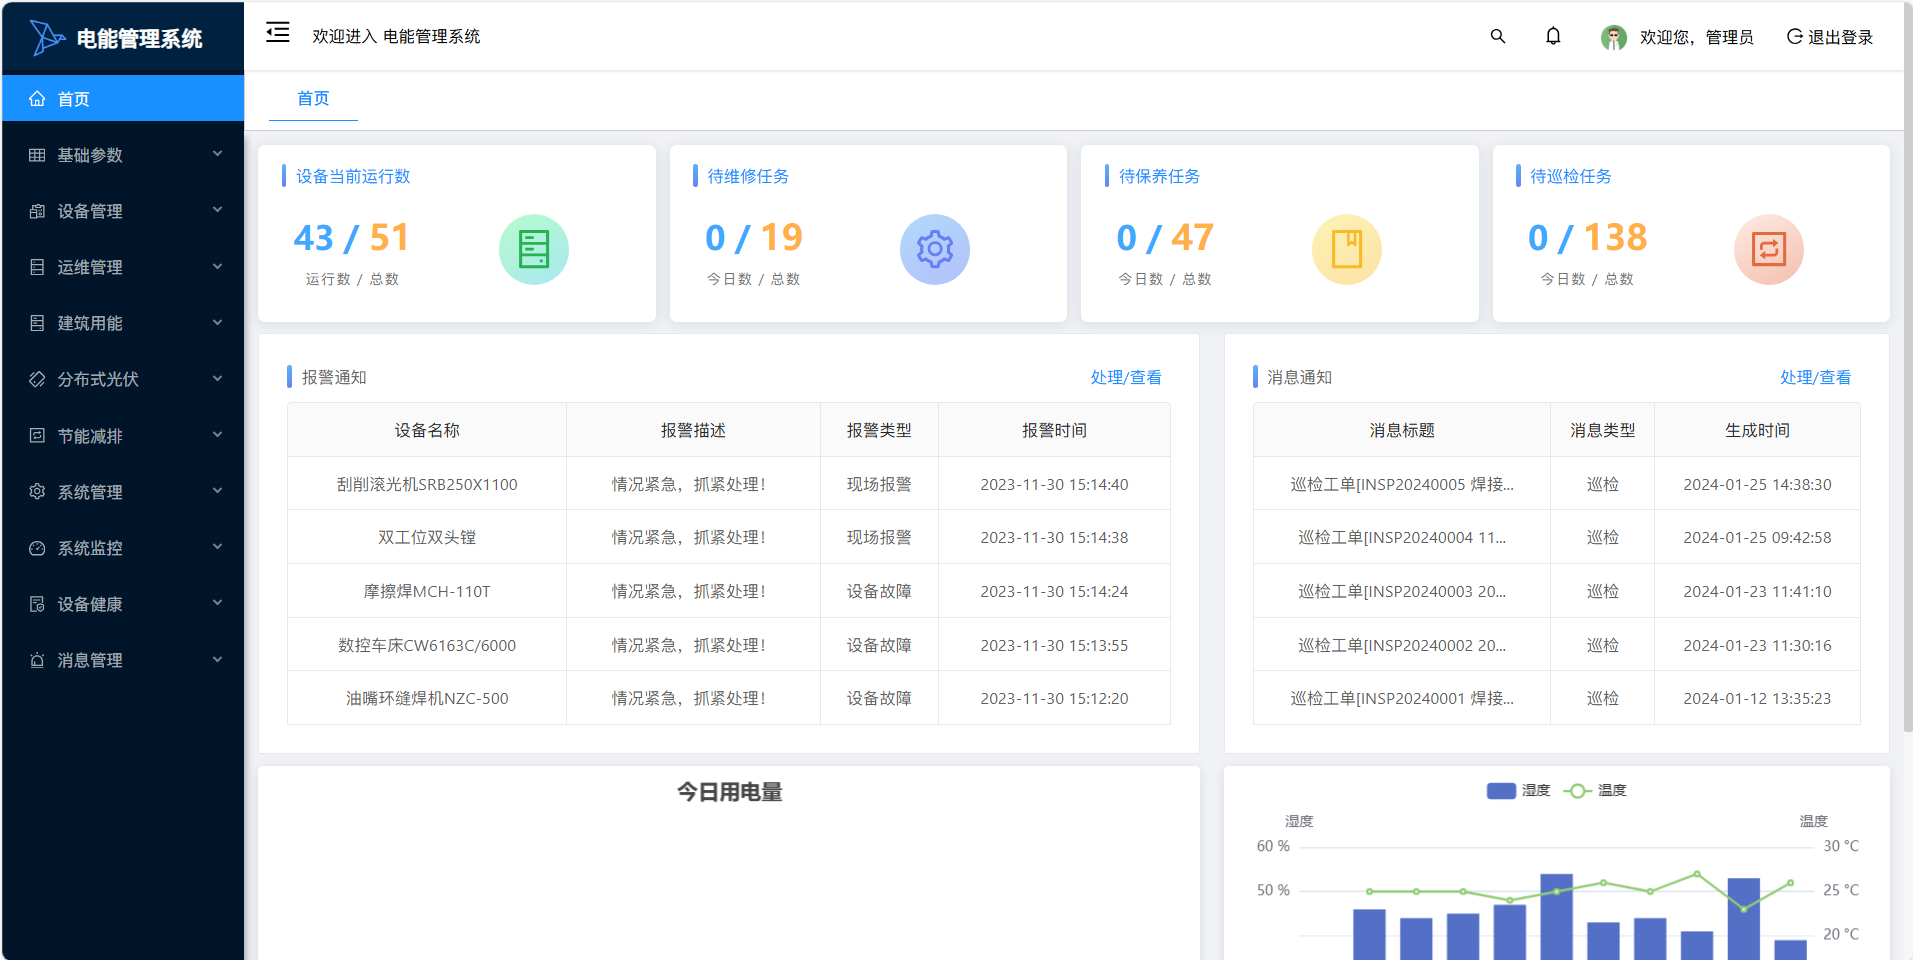 电能管理系统
欢迎进入 电能管理系统
欢迎您，管理员
退出登录
首页
基础参数
设备管理
运维管理
建筑用能
分布式光伏
节能减排
系统管理
系统监控
设备健康
消息管理
首页
设备当前运行数
43 / 51
运行数 / 总数
待维修任务
0 / 19
今日数 / 总数
待保养任务
0 / 47
今日数 / 总数
待巡检任务
0 / 138
今日数 / 总数
报警通知 处理/查看
设备名称 报警描述 报警类型 报警时间
刮削滚光机SRB250X1100 情况紧急，抓紧处理！ 现场报警 2023-11-30 15:14:40
双工位双头镗 情况紧急，抓紧处理！ 现场报警 2023-11-30 15:14:38
摩擦焊MCH-110T 情况紧急，抓紧处理！ 设备故障 2023-11-30 15:14:24
数控车床CW6163C/6000 情况紧急，抓紧处理！ 设备故障 2023-11-30 15:13:55
油嘴环缝焊机NZC-500 情况紧急，抓紧处理！ 设备故障 2023-11-30 15:12:20
消息通知 处理/查看
消息标题 消息类型 生成时间
巡检工单[INSP20240005 焊接... 巡检 2024-01-25 14:38:30
巡检工单[INSP20240004 11... 巡检 2024-01-25 09:42:58
巡检工单[INSP20240003 20... 巡检 2024-01-23 11:41:10
巡检工单[INSP20240002 20... 巡检 2024-01-23 11:30:16
巡检工单[INSP20240001 焊接... 巡检 2024-01-12 13:35:23
今日用电量
湿度 温度
湿度 温度
60 % 30 °C
50 % 25 °C
20 °C